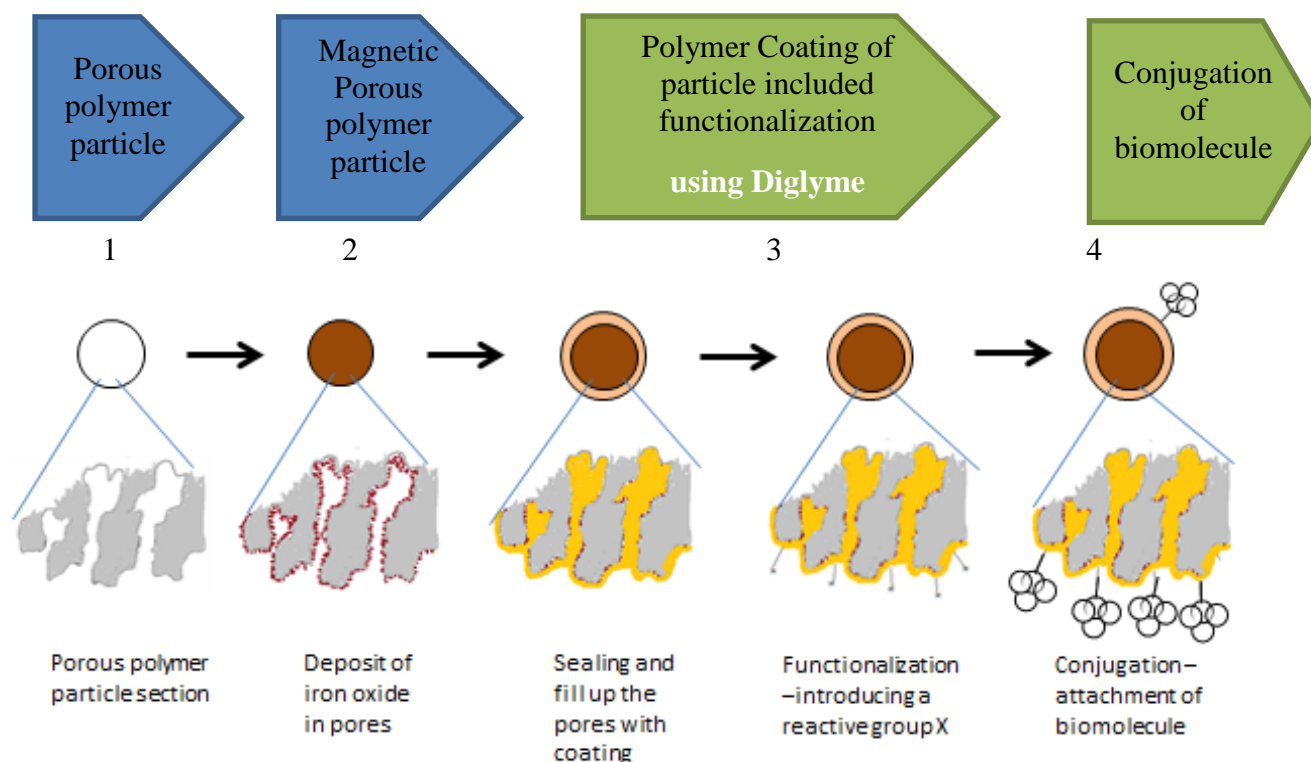 Porous
polymer
particle
Magnetic
Porous
polymer
particle
Polymer Coating of
particle included
functionalization
using Diglyme
Conjugation
of
biomolecule
1
2
3
4
Porous polymer
particle section
Deposit of
iron oxide
in pores
Sealing and
fill up the
pores with
coating
Functionalization
–introducing a
reactive group X
Conjugation–
attachment of
biomolecule